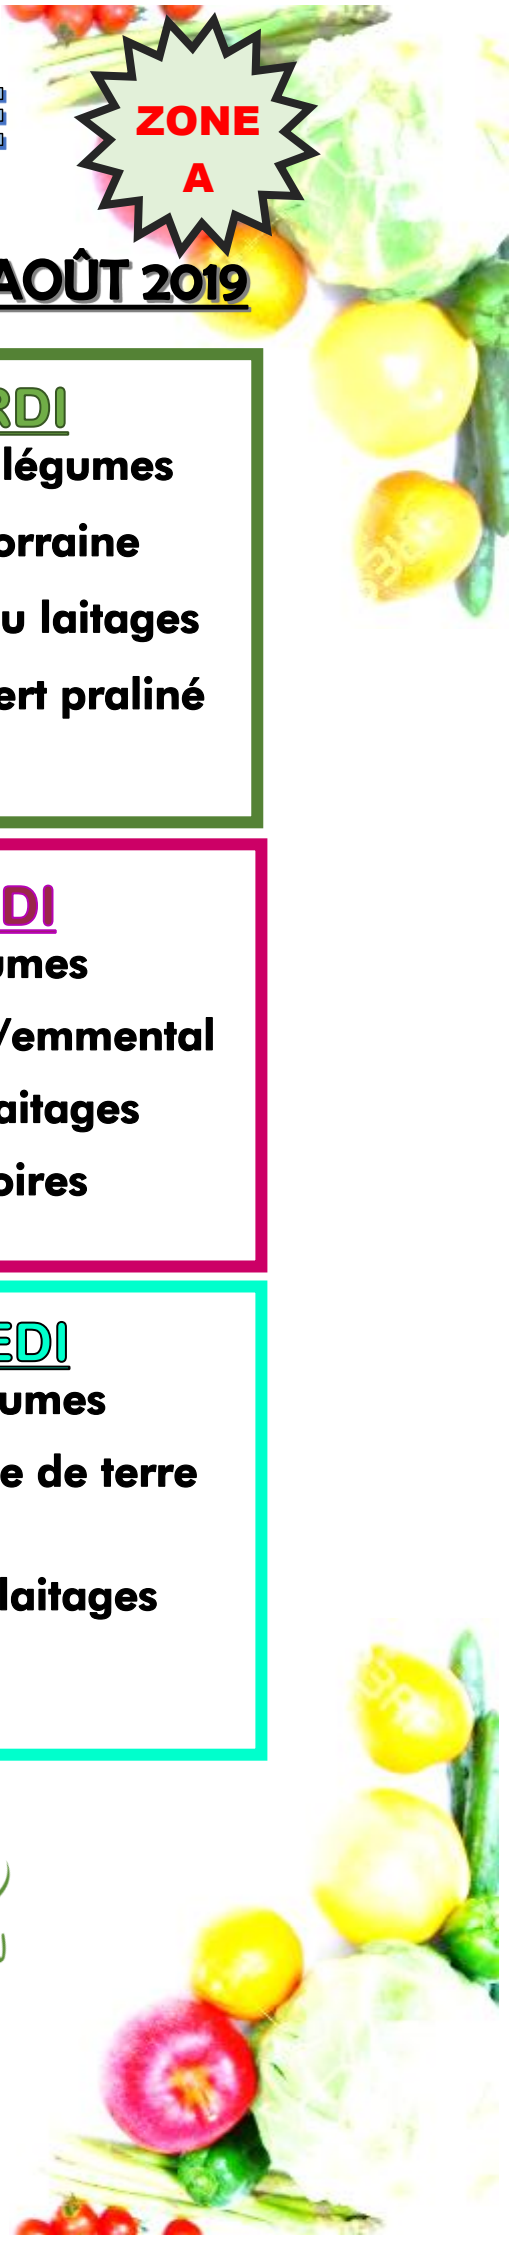 E
ZONE
A
AOÛT 2019
RDI
légumes
orraine
u laitages
ert praliné
DI
umes
/emmental
aitages
oires
EDI
umes
e de terre
laitages